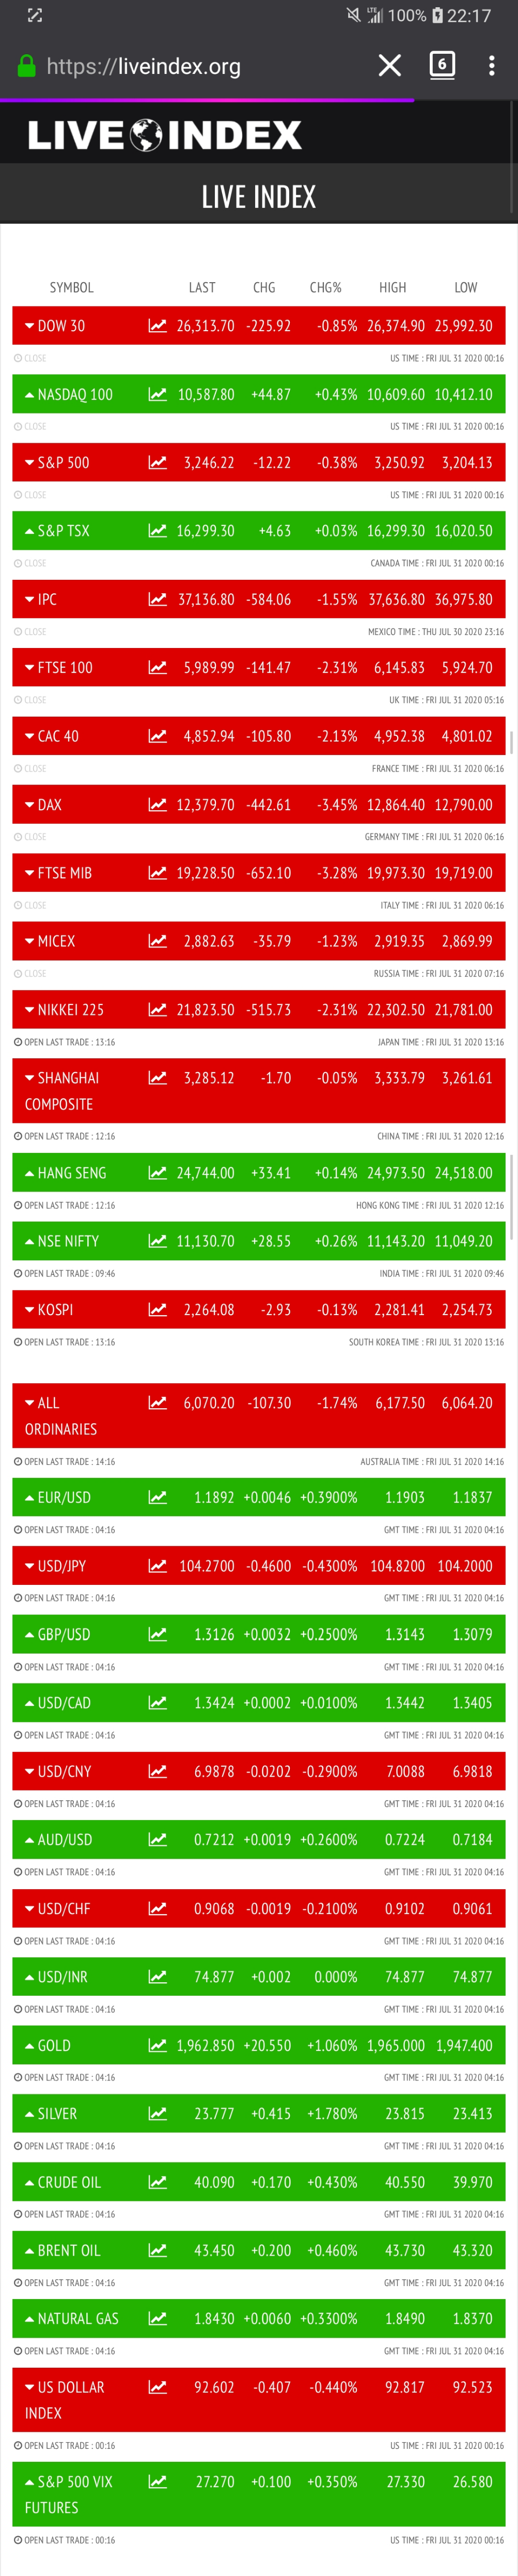 100% 22:17
https://liveindex.org 6
LIVE INDEX
LIVE INDEX
SYMBOL LAST CHG CHG% HIGH LOW
DOW 30 26,313.70 -225.92 -0.85% 26,374.90 25,992.30
CLOSE US TIME : FRI JUL 31 2020 00:16
NASDAQ 100 10,587.80 +44.87 +0.43% 10,609.60 10,412.10
CLOSE US TIME : FRI JUL 31 2020 00:16
S&P 500 3,246.22 -12.22 -0.38% 3,250.92 3,204.13
CLOSE US TIME : FRI JUL 31 2020 00:16
S&P TSX 16,299.30 +4.63 +0.03% 16,299.30 16,020.50
CLOSE CANADA TIME : FRI JUL 31 2020 00:16
IPC 37,136.80 -584.06 -1.55% 37,636.80 36,975.80
CLOSE MEXICO TIME : THU JUL 30 2020 23:16
FTSE 100 5,989.99 -141.47 -2.31% 6,145.83 5,924.70
CLOSE UK TIME : FRI JUL 31 2020 05:16
CAC 40 4,852.94 -105.80 -2.13% 4,952.38 4,801.02
CLOSE FRANCE TIME : FRI JUL 31 2020 06:16
DAX 12,379.70 -442.61 -3.45% 12,864.40 12,790.00
CLOSE GERMANY TIME : FRI JUL 31 2020 06:16
FTSE MIB 19,228.50 -652.10 -3.28% 19,973.30 19,719.00
CLOSE ITALY TIME : FRI JUL 31 2020 06:16
MICEX 2,882.63 -35.79 -1.23% 2,919.35 2,869.99
CLOSE RUSSIA TIME : FRI JUL 31 2020 07:16
NIKKEI 225 21,823.50 -515.73 -2.31% 22,302.50 21,781.00
OPEN LAST TRADE : 13:16 JAPAN TIME : FRI JUL 31 2020 13:16
SHANGHAI 3,285.12 -1.70 -0.05% 3,333.79 3,261.61
COMPOSITE
OPEN LAST TRADE : 12:16 CHINA TIME : FRI JUL 31 2020 12:16
HANG SENG 24,744.00 +33.41 +0.14% 24,973.50 24,518.00
OPEN LAST TRADE : 12:16 HONG KONG TIME : FRI JUL 31 2020 12:16
NSE NIFTY 11,130.70 +28.55 +0.26% 11,143.20 11,049.20
OPEN LAST TRADE : 09:46 INDIA TIME : FRI JUL 31 2020 09:46
KOSPI 2,264.08 -2.93 -0.13% 2,281.41 2,254.73
OPEN LAST TRADE : 13:16 SOUTH KOREA TIME : FRI JUL 31 2020 13:16
ALL 6,070.20 -107.30 -1.74% 6,177.50 6,064.20
ORDINARIES
OPEN LAST TRADE : 14:16 AUSTRALIA TIME : FRI JUL 31 2020 14:16
EUR/USD 1.1892 +0.0046 +0.3900% 1.1903 1.1837
OPEN LAST TRADE : 04:16 GMT TIME : FRI JUL 31 2020 04:16
USD/JPY 104.2700 -0.4600 -0.4300% 104.8200 104.2000
OPEN LAST TRADE : 04:16 GMT TIME : FRI JUL 31 2020 04:16
GBP/USD 1.3126 +0.0032 +0.2500% 1.3143 1.3079
OPEN LAST TRADE : 04:16 GMT TIME : FRI JUL 31 2020 04:16
USD/CAD 1.3424 +0.0002 +0.0100% 1.3442 1.3405
OPEN LAST TRADE : 04:16 GMT TIME : FRI JUL 31 2020 04:16
USD/CNY 6.9878 -0.0202 -0.2900% 7.0088 6.9818
OPEN LAST TRADE : 04:16 GMT TIME : FRI JUL 31 2020 04:16
AUD/USD 0.7212 +0.0019 +0.2600% 0.7224 0.7184
OPEN LAST TRADE : 04:16 GMT TIME : FRI JUL 31 2020 04:16
USD/CHF 0.9068 -0.0019 -0.2100% 0.9102 0.9061
OPEN LAST TRADE : 04:16 GMT TIME : FRI JUL 31 2020 04:16
USD/INR 74.877 +0.002 0.000% 74.877 74.877
OPEN LAST TRADE : 04:16 GMT TIME : FRI JUL 31 2020 04:16
GOLD 1,962.850 +20.550 +1.060% 1,965.000 1,947.400
OPEN LAST TRADE : 04:16 GMT TIME : FRI JUL 31 2020 04:16
SILVER 23.777 +0.415 +1.780% 23.815 23.413
OPEN LAST TRADE : 04:16 GMT TIME : FRI JUL 31 2020 04:16
CRUDE OIL 40.090 +0.170 +0.430% 40.550 39.970
OPEN LAST TRADE : 04:16 GMT TIME : FRI JUL 31 2020 04:16
BRENT OIL 43.450 +0.200 +0.460% 43.730 43.320
OPEN LAST TRADE : 04:16 GMT TIME : FRI JUL 31 2020 04:16
NATURAL GAS 1.8430 +0.0060 +0.3300% 1.8490 1.8370
OPEN LAST TRADE : 04:16 GMT TIME : FRI JUL 31 2020 04:16
US DOLLAR 92.602 -0.407 -0.440% 92.817 92.523
INDEX
OPEN LAST TRADE : 00:16 US TIME : FRI JUL 31 2020 00:16
S&P 500 VIX 27.270 +0.100 +0.350% 27.330 26.580
FUTURES
OPEN LAST TRADE : 00:16 US TIME : FRI JUL 31 2020 00:16